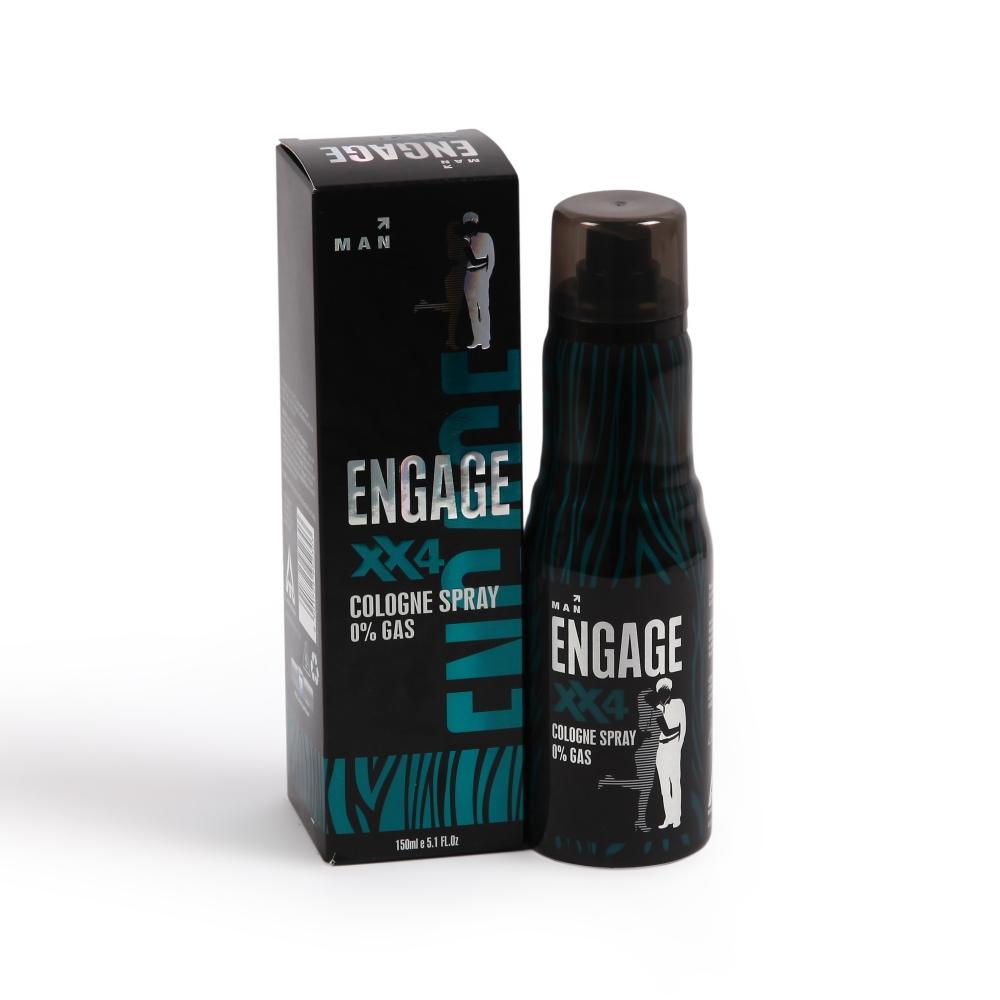 ENGAGE
MAN
MAN
ENGAGE
ENGAGE
XX4
COLOGNE SPRAY
0% GAS
150ml e 5.1 FL.Oz
MAN
ENGAGE
XX4
COLOGNE SPRAY
0% GAS